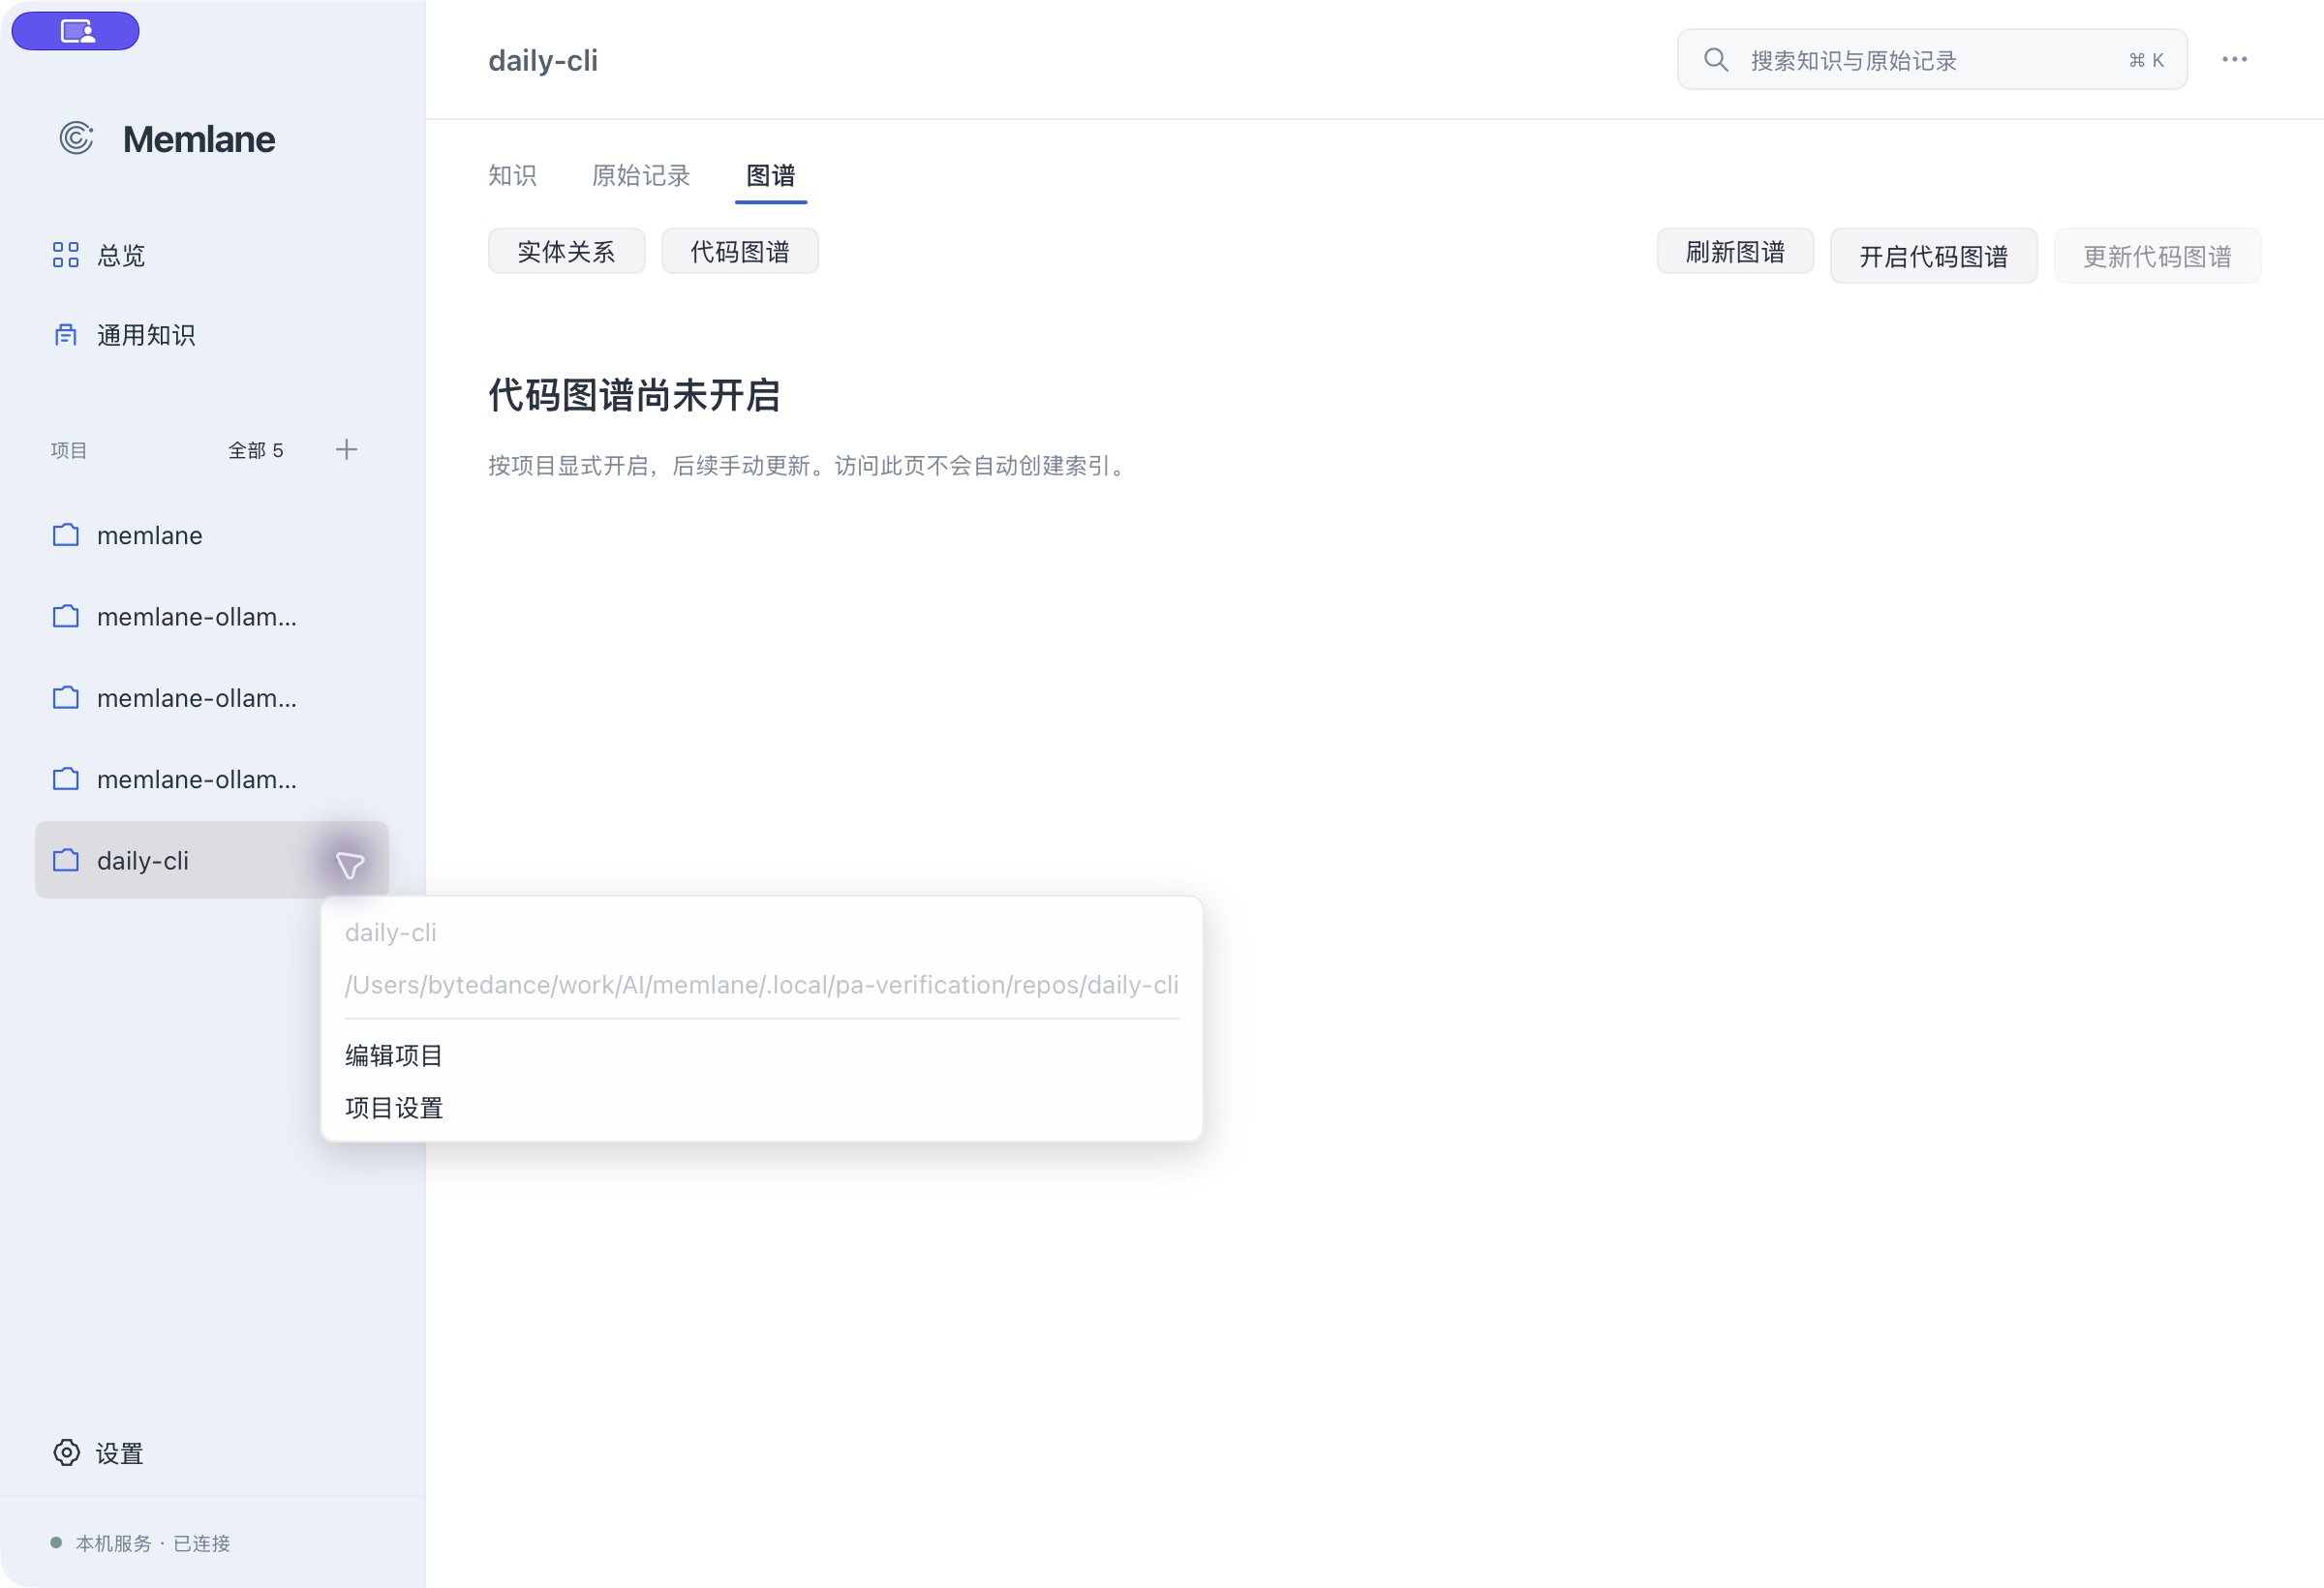 Memlane
总览
通用知识
项目 全部 5
memlane
memlane-ollam...
memlane-ollam...
memlane-ollam...
daily-cli
设置
本机服务 · 已连接
daily-cli
搜索知识与原始记录 ⌘ K
知识 原始记录 图谱
实体关系 代码图谱 刷新图谱 开启代码图谱 更新代码图谱
代码图谱尚未开启
按项目显式开启，后续手动更新。访问此页不会自动创建索引。
daily-cli
/Users/bytedance/work/AI/memlane/.local/pa-verification/repos/daily-cli
编辑项目
项目设置